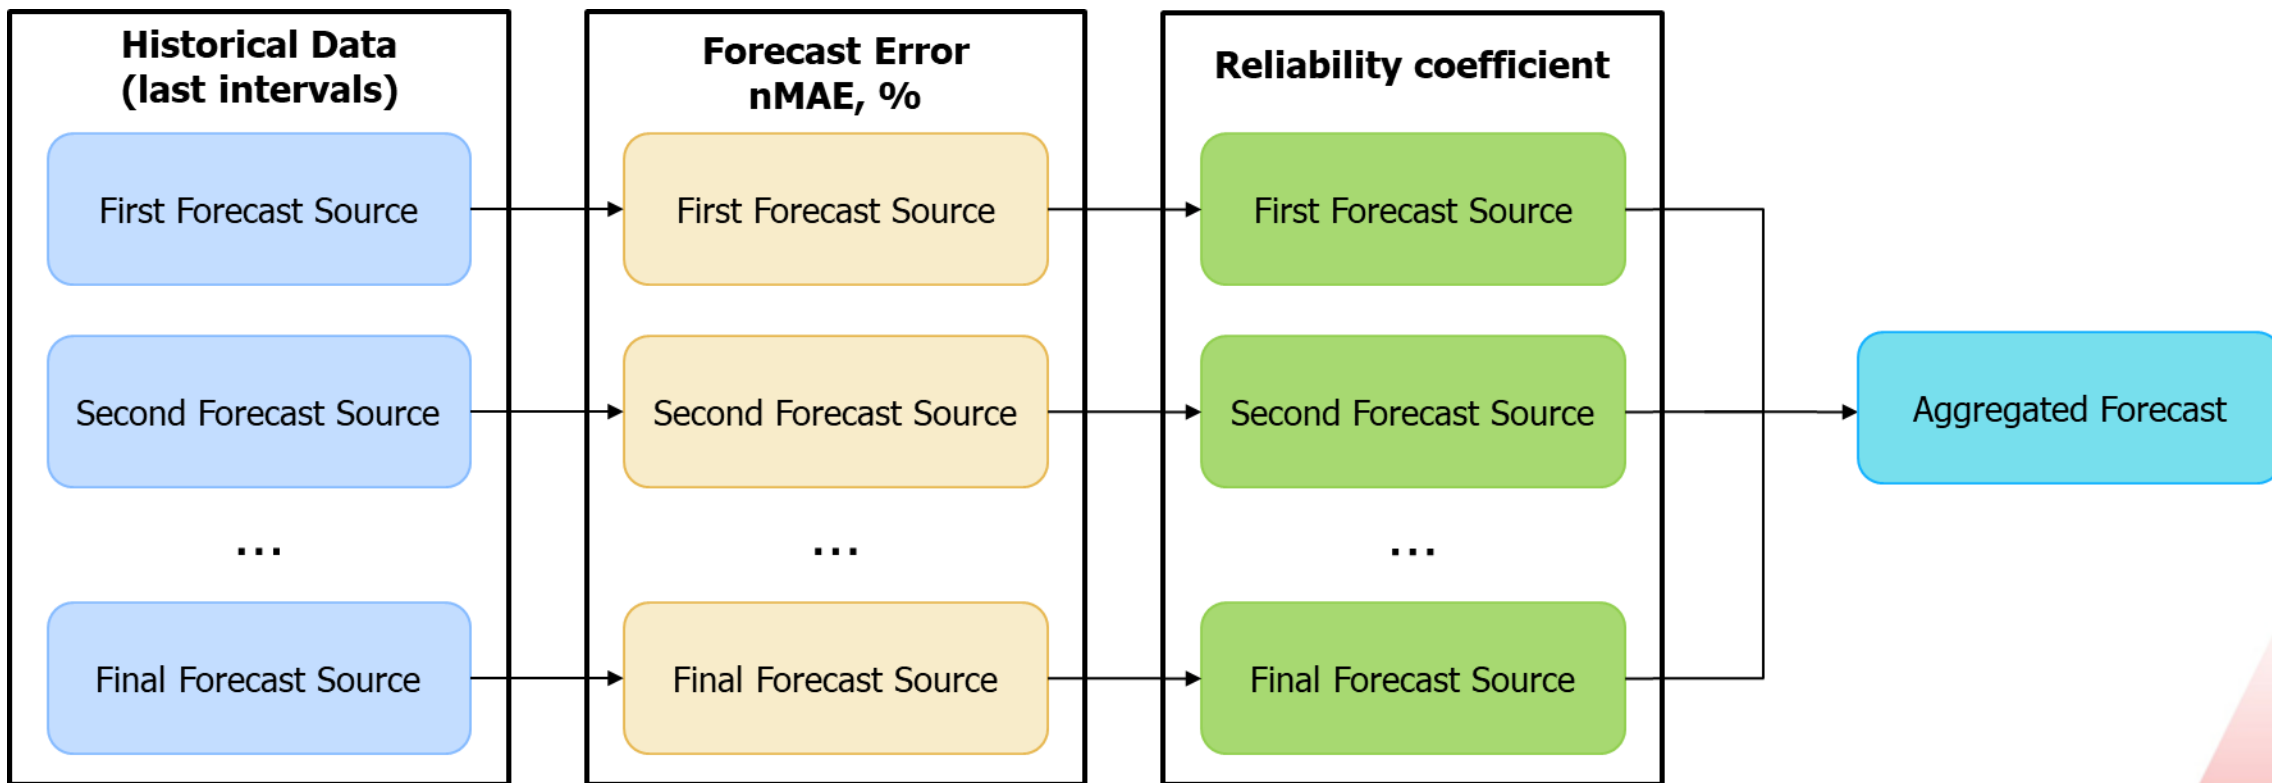 Historical Data
(last intervals)
First Forecast Source
Second Forecast Source
...
Final Forecast Source
Forecast Error
nMAE, %
First Forecast Source
Second Forecast Source
...
Final Forecast Source
Reliability coefficient
First Forecast Source
Second Forecast Source
...
Final Forecast Source
Aggregated Forecast